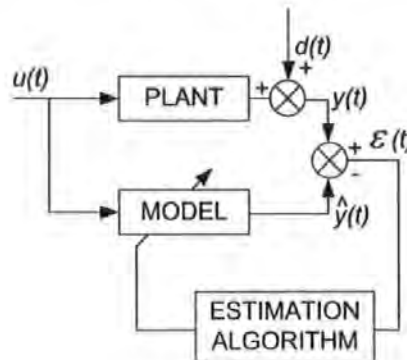 d(t)
+
u(t)
PLANT
+
y(t)
+
ε(t)
-
MODEL
ŷ(t)
ESTIMATION
ALGORITHM